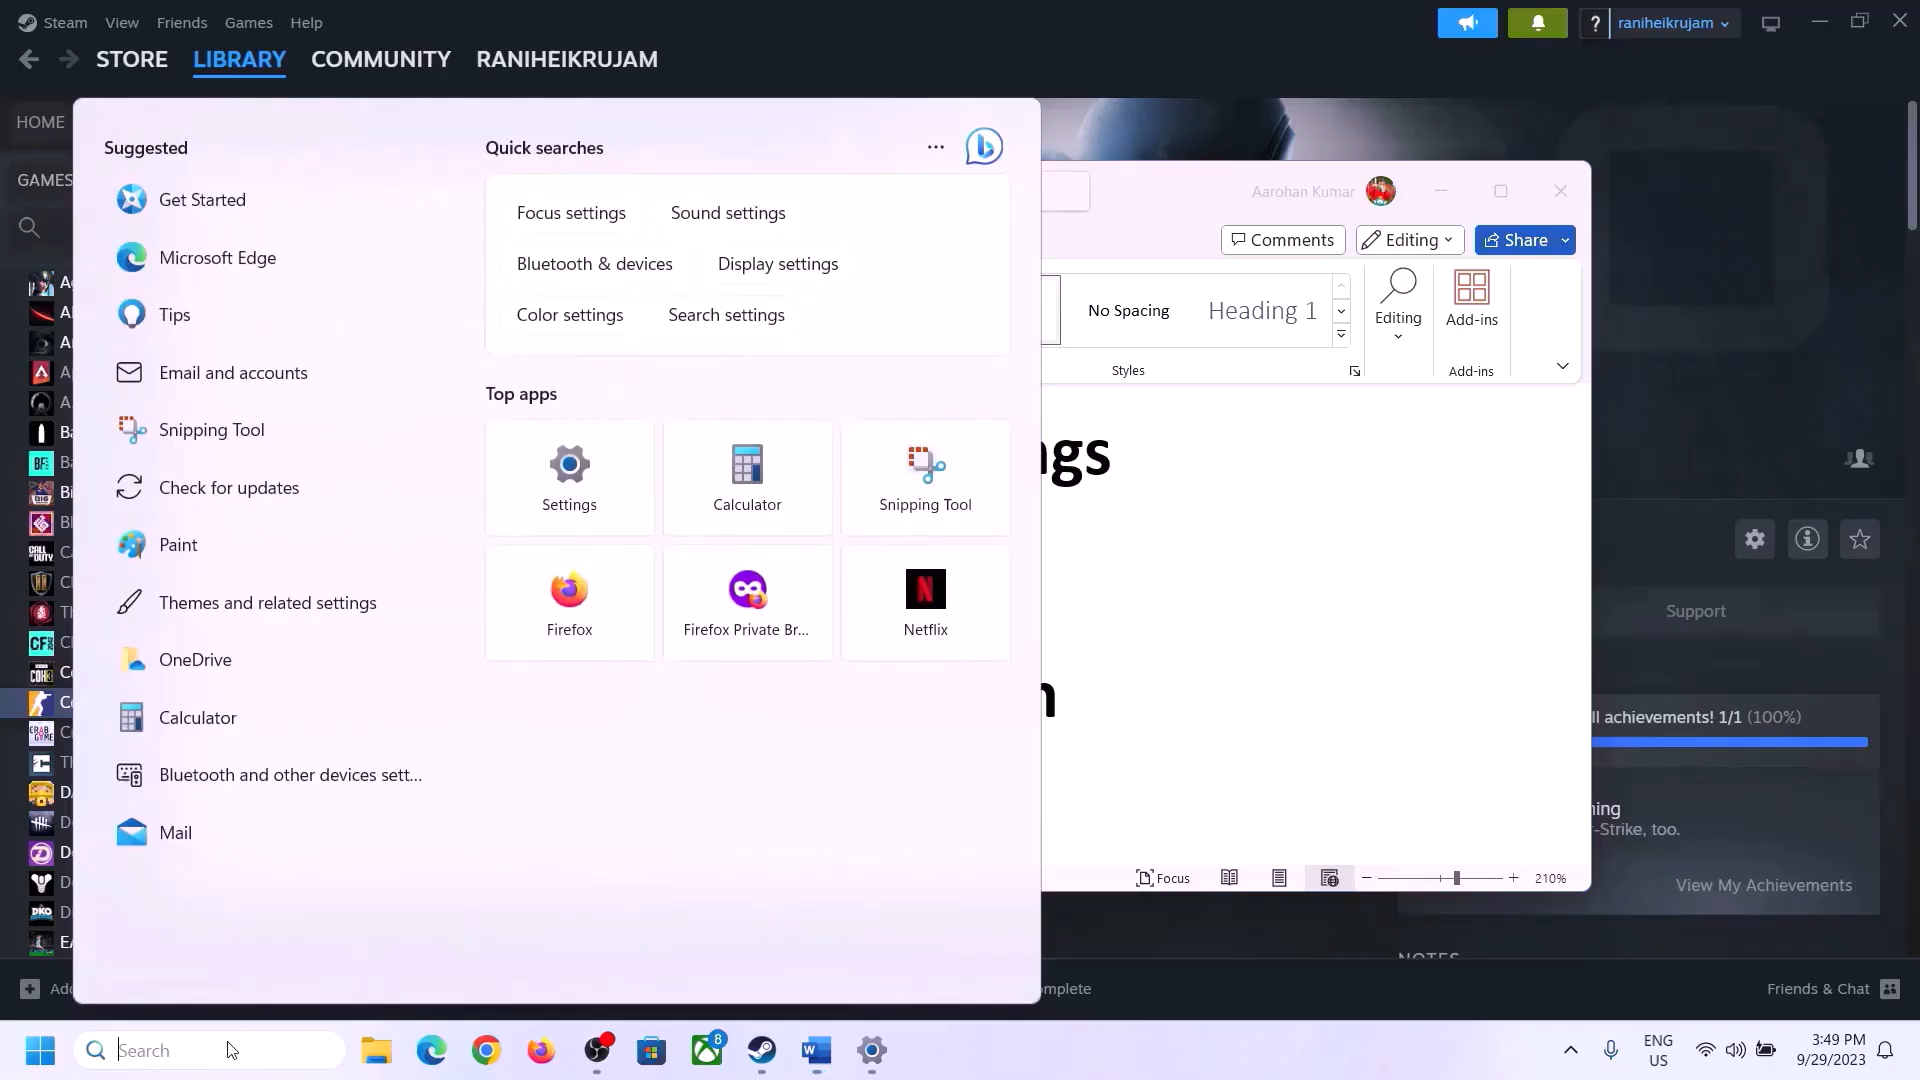 Steam View Friends Games Help
raniheikrujam
STORE LIBRARY COMMUNITY RANIHEIKRUJAM
HOME
GAMES
Suggested
Get Started
Microsoft Edge
Tips
Email and accounts
Snipping Tool
Check for updates
Paint
Themes and related settings
OneDrive
Calculator
Bluetooth and other devices sett...
Mail
Quick searches
Focus settings Sound settings
Bluetooth & devices Display settings
Color settings Search settings
Top apps
Settings Calculator Snipping Tool
Firefox Firefox Private Br... Netflix
Aarohan Kumar
Comments Editing Share
No Spacing Heading 1
Editing
Add-ins
Styles Add-ins
ngs
n
Focus
210%
Support
ll achievements! 1/1 (100%)
-Strike, too.
View My Achievements
Friends & Chat
Search
8
ENG
US
3:49 PM
9/29/2023